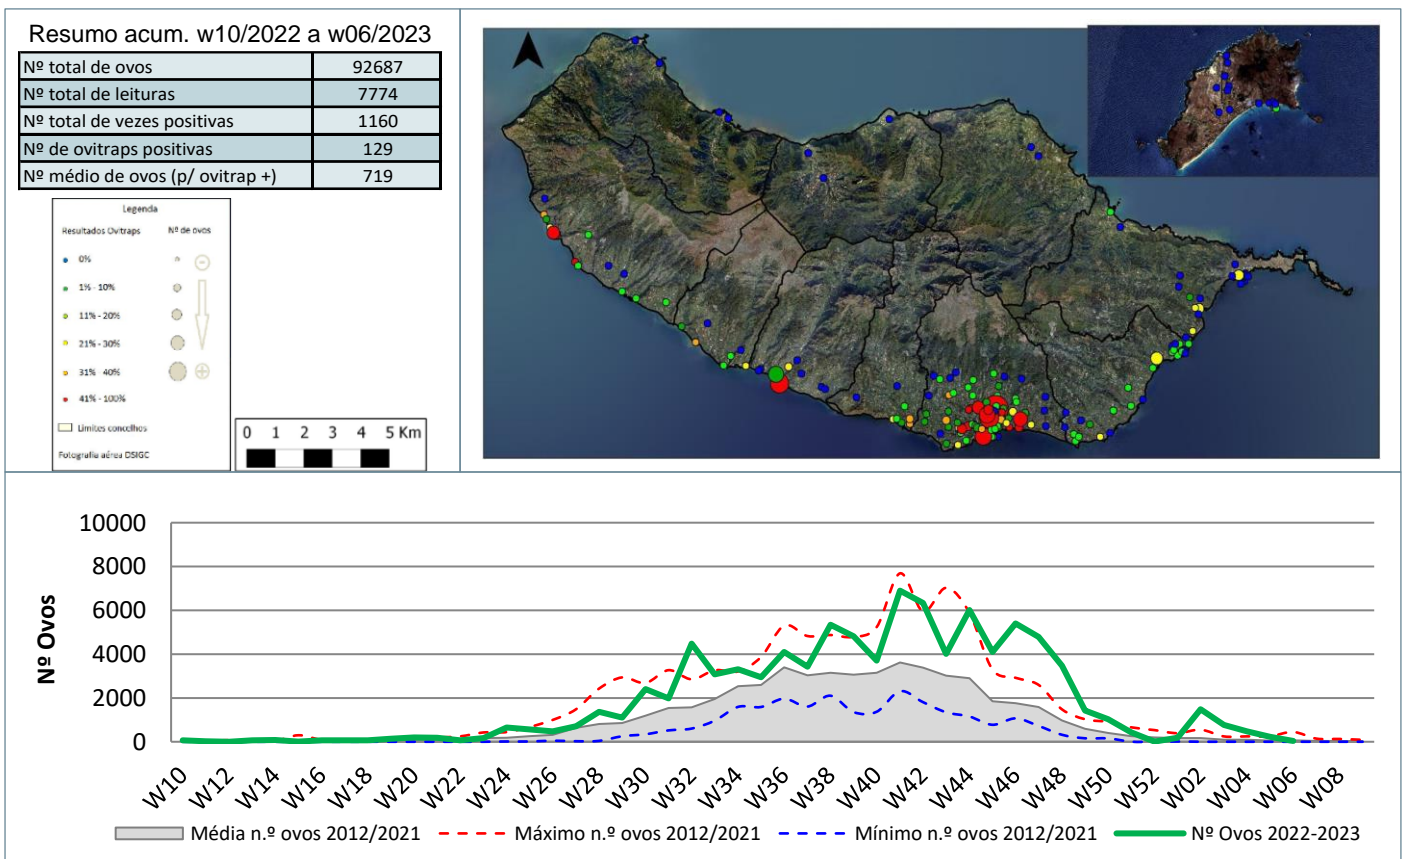 Resumo acum. w10/2022 a w06/2023
Nº total de ovos 92687
Nº total de leituras 7774
Nº total de vezes positivas 1160
Nº de ovitraps positivas 129
Nº médio de ovos (p/ ovitrap +) 719
Legenda
Resultados Ovitraps Nº de ovos
0%
1% - 10%
11% - 20%
21% - 30%
31% - 40%
41% - 100%
Limites concelhos
Fotografia aérea DSIGC
0 1 2 3 4 5 Km
Nº Ovos
10000
8000
6000
4000
2000
0
W10 W12 W14 W16 W18 W20 W22 W24 W26 W28 W30 W32 W34 W36 W38 W40 W42 W44 W46 W48 W50 W52 W02 W04 W06 W08
Média n.º ovos 2012/2021 Máximo n.º ovos 2012/2021 Mínimo n.º ovos 2012/2021 Nº Ovos 2022-2023